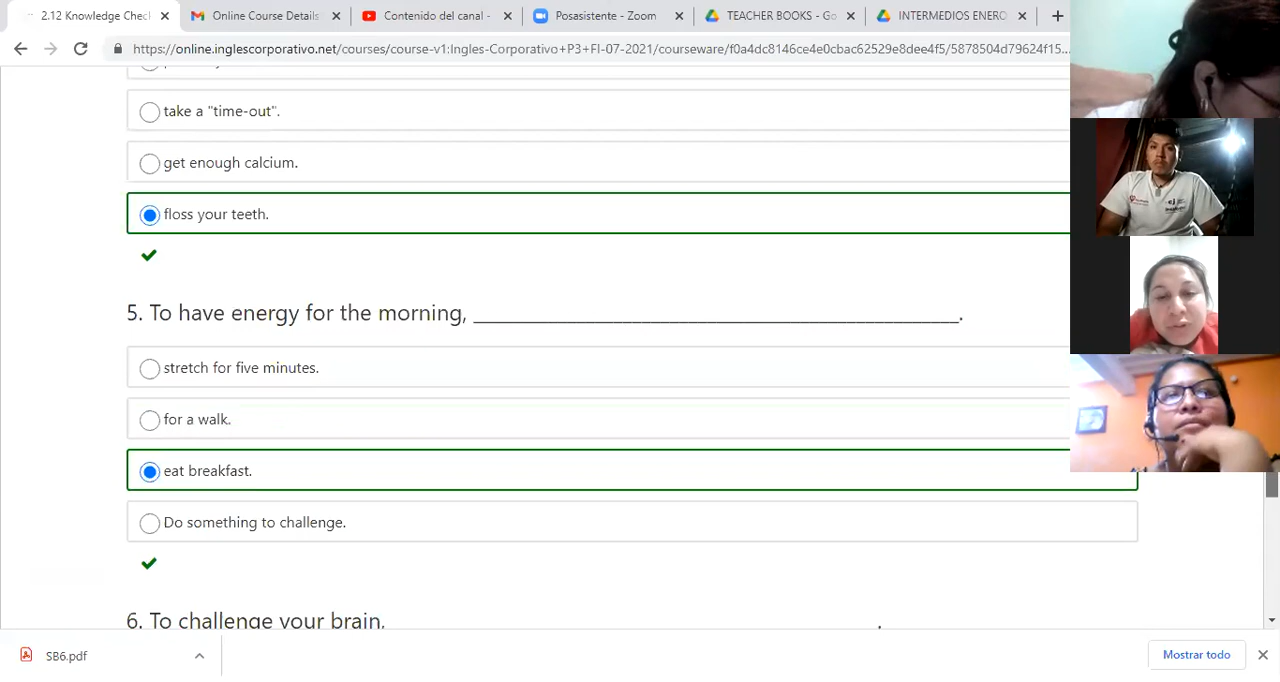 2.12 Knowledge Chec
Online Course Details
Contenido del canal -
Posasistente - Zoom
TEACHER BOOKS - Go
INTERMEDIOS ENERO
https://online.inglescorporativo.net/courses/course-v1:Ingles-Corporativo+P3+FI-07-2021/courseware/f0a4dc8146ce4e0cbac62529e8dee4f5/5878504d79624f15...
take a "time-out".
get enough calcium.
floss your teeth.
5. To have energy for the morning, ____________________.
stretch for five minutes.
for a walk.
eat breakfast.
Do something to challenge.
6. To challenge your brain, ____________________.
SB6.pdf
Mostrar todo